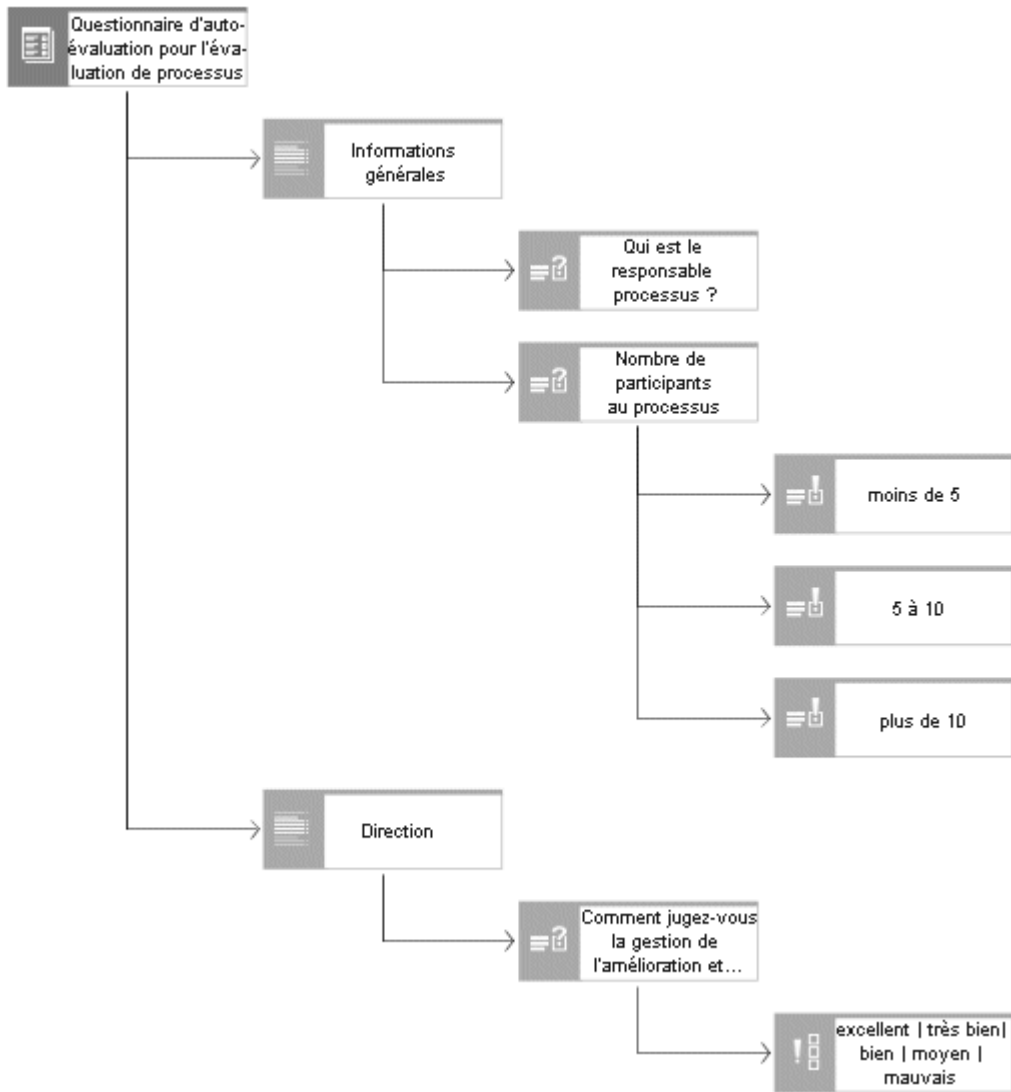 Questionnaire d'auto-
évaluation pour l'éva-
luation de processus
Informations
générales
Qui est le
responsable
processus ?
Nombre de
participants
au processus
moins de 5
5 à 10
plus de 10
Direction
Comment jugez-vous
la gestion de
l'amélioration et...
excellent | très bien|
bien | moyen |
mauvais